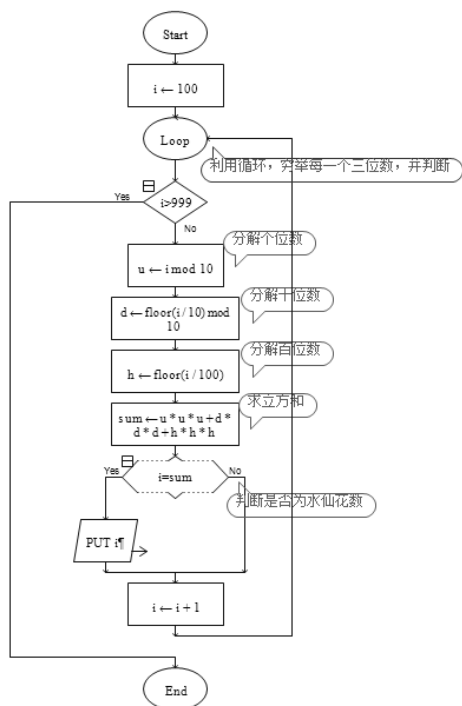 Start
i ← 100
Loop
利用循环，穷举每一个三位数，并判断
Yes
i>999
No
分解个位数
u ← i mod 10
分解十位数
d ← floor(i / 10) mod
10
分解百位数
h ← floor(i / 100)
求立方和
sum ← u * u * u + d *
d * d + h * h * h
Yes
i=sum
No
判断是否为水仙花数
PUT i¶
i ← i + 1
End